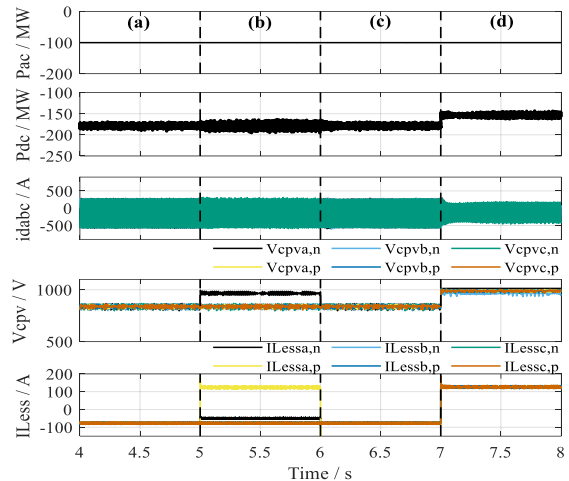 (a) (b) (c) (d)
Pac / MW
0
-100
-200
Pdc / MW
-100
-150
-200
-250
idabc / A
500
0
-500
Vcpva,n Vcpvb,n Vcpvc,n
Vcpva,p Vcpvb,p Vcpvc,p
Vcpv / V
1000
500
ILessa,n ILessb,n ILessc,n
ILessa,p ILessb,p ILessc,p
ILess / A
200
100
0
-100
4 4.5 5 5.5 6 6.5 7 7.5 8
Time / s